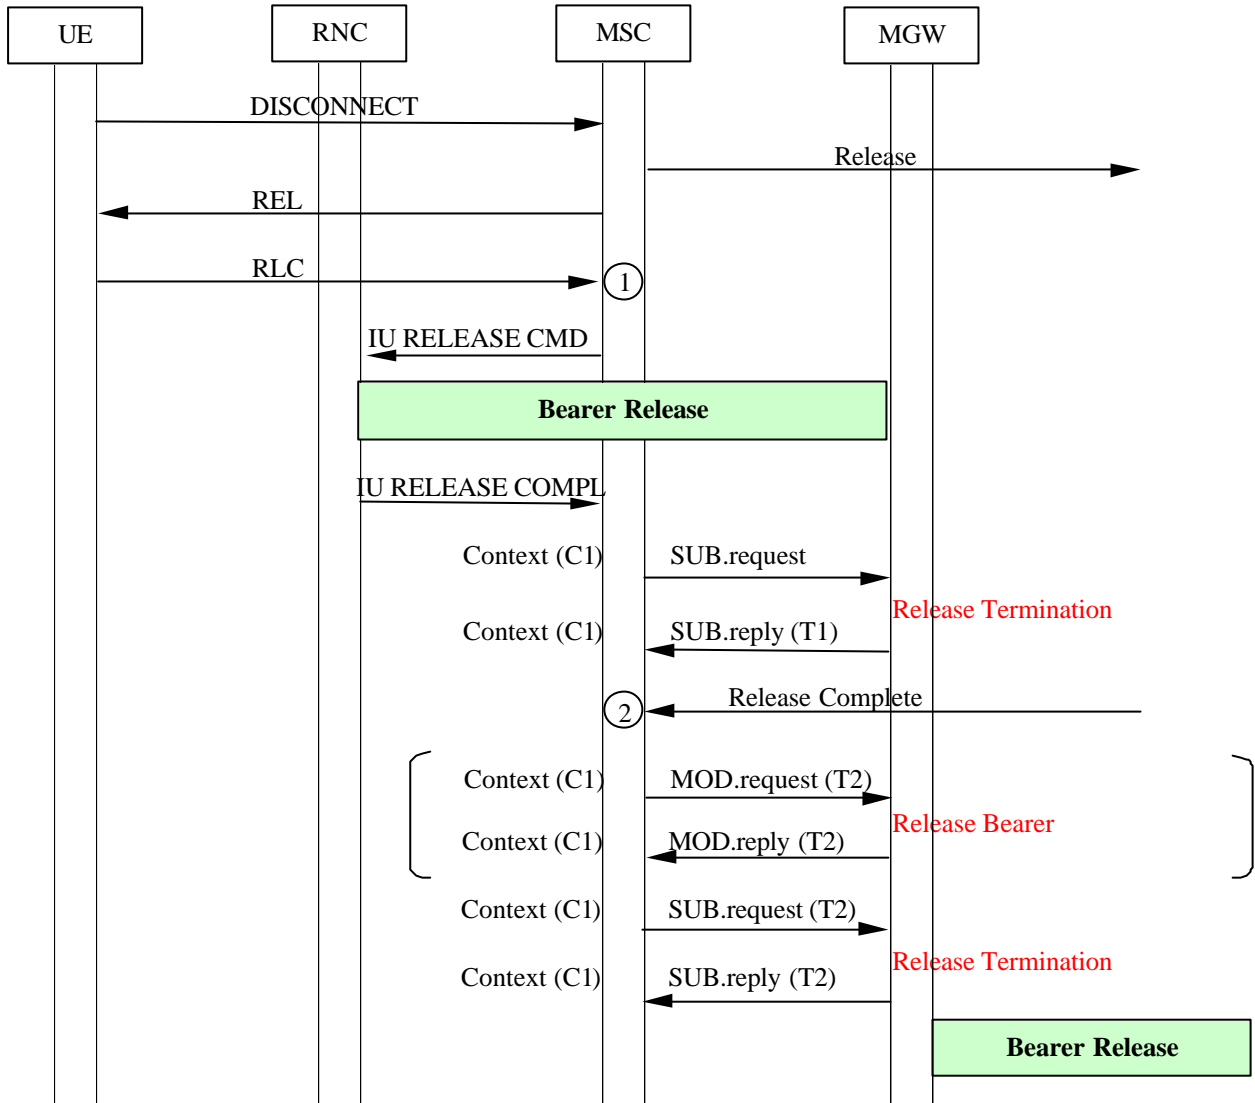 UE
RNC
MSC
MGW
DISCONNECT
Release
REL
RLC
1
IU RELEASE CMD
Bearer Release
IU RELEASE COMPL
Context (C1) SUB.request
Release Termination
Context (C1) SUB.reply (T1)
2 Release Complete
Context (C1) MOD.request (T2)
Release Bearer
Context (C1) MOD.reply (T2)
Context (C1) SUB.request (T2)
Release Termination
Context (C1) SUB.reply (T2)
Bearer Release